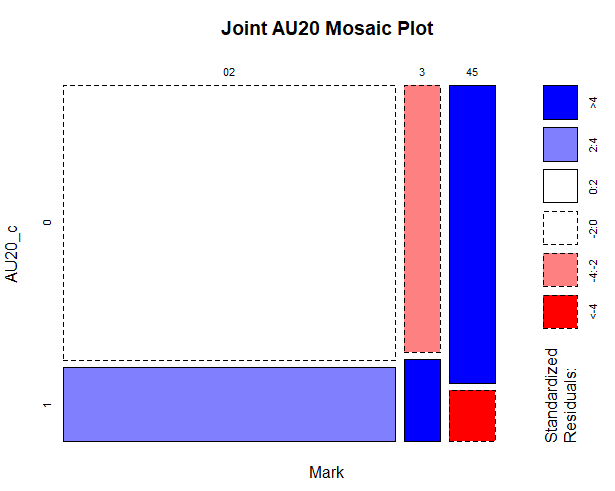 Joint AU20 Mosaic Plot
02 3 45
AU20_c
0
1
Mark
>4
2:4
0:2
-2:0
-4:-2
<-4
Standardized
Residuals: